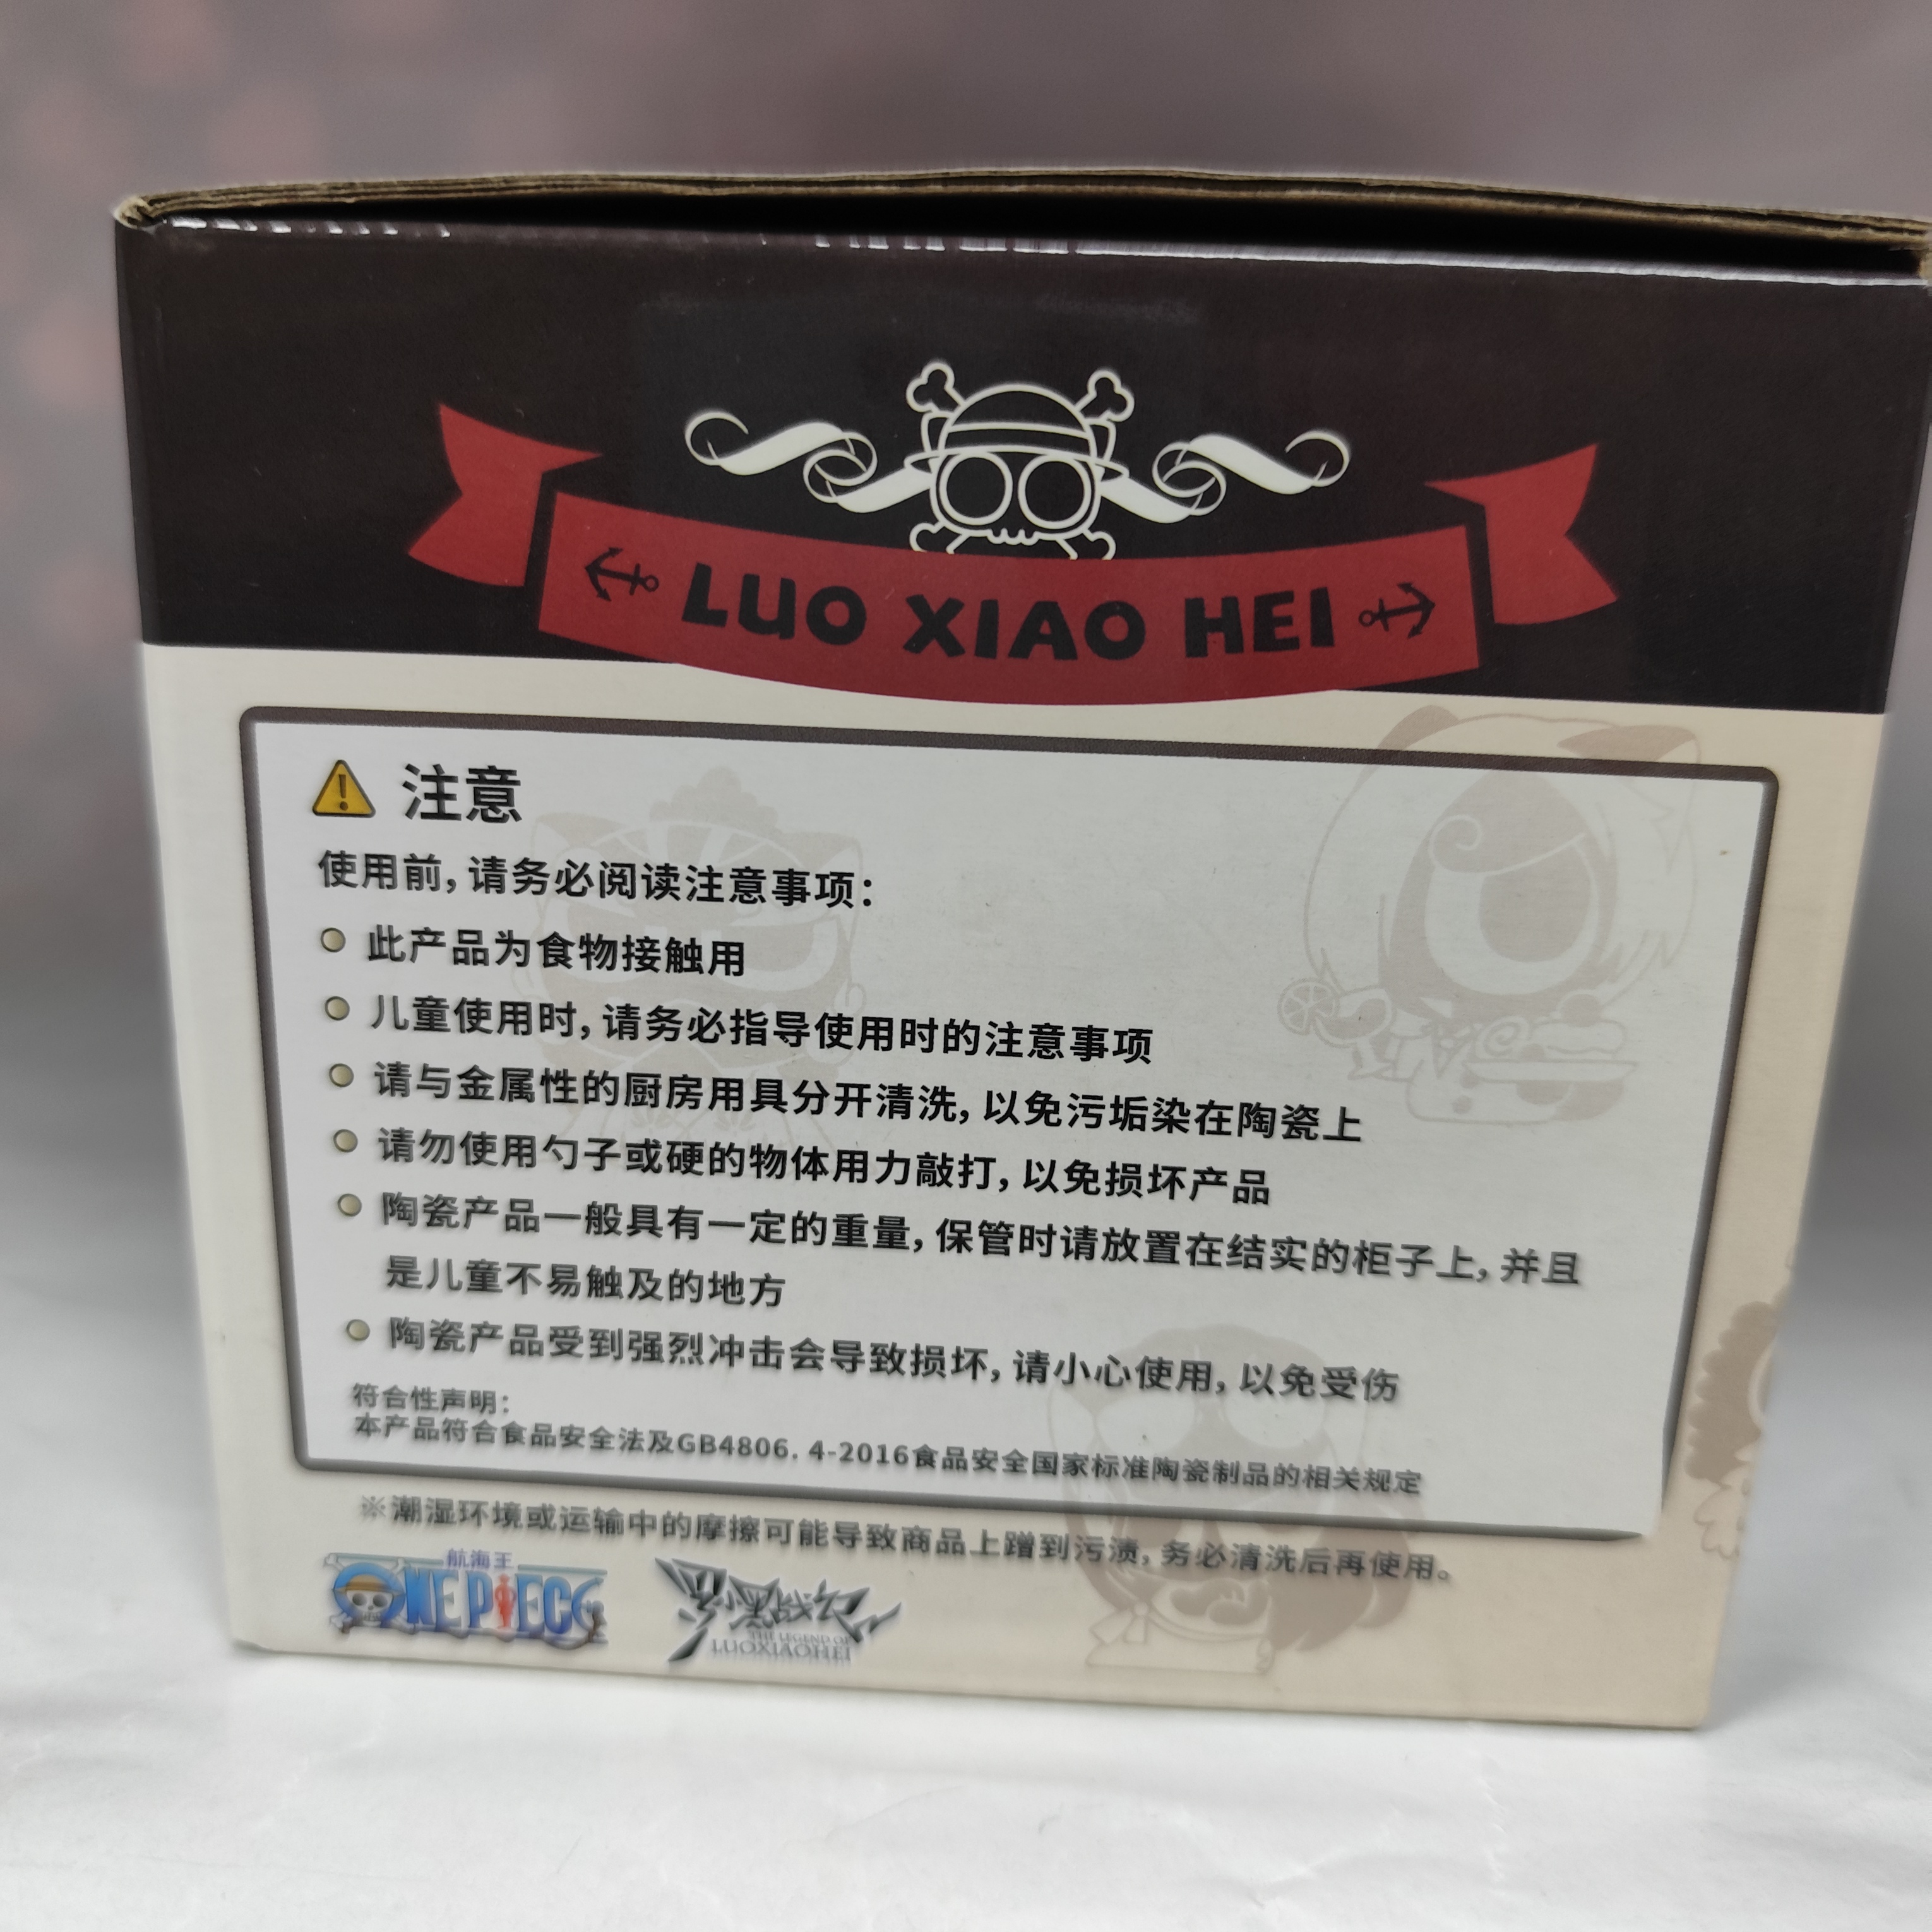 LUO XIAO HEI
注意
使用前,请务必阅读注意事项:
此产品为食物接触用
儿童使用时,请务必指导使用时的注意事项
请与金属性的厨房用具分开清洗,以免污垢染在陶瓷上
请勿使用勺子或硬的物体用力敲打,以免损坏产品
陶瓷产品一般具有一定的重量,保管时请放置在结实的柜子上,并且
是儿童不易触及的地方
陶瓷产品受到强烈冲击会导致损坏,请小心使用,以免受伤
符合性声明:
本产品符合食品安全法及GB4806. 4-2016食品安全国家标准陶瓷制品的相关规定
※潮湿环境或运输中的摩擦可能导致商品上蹭到污渍,务必清洗后再使用。
航海王
ONE PIECE
罗小黑战记
THE LEGEND OF
LUOXIAOHEI